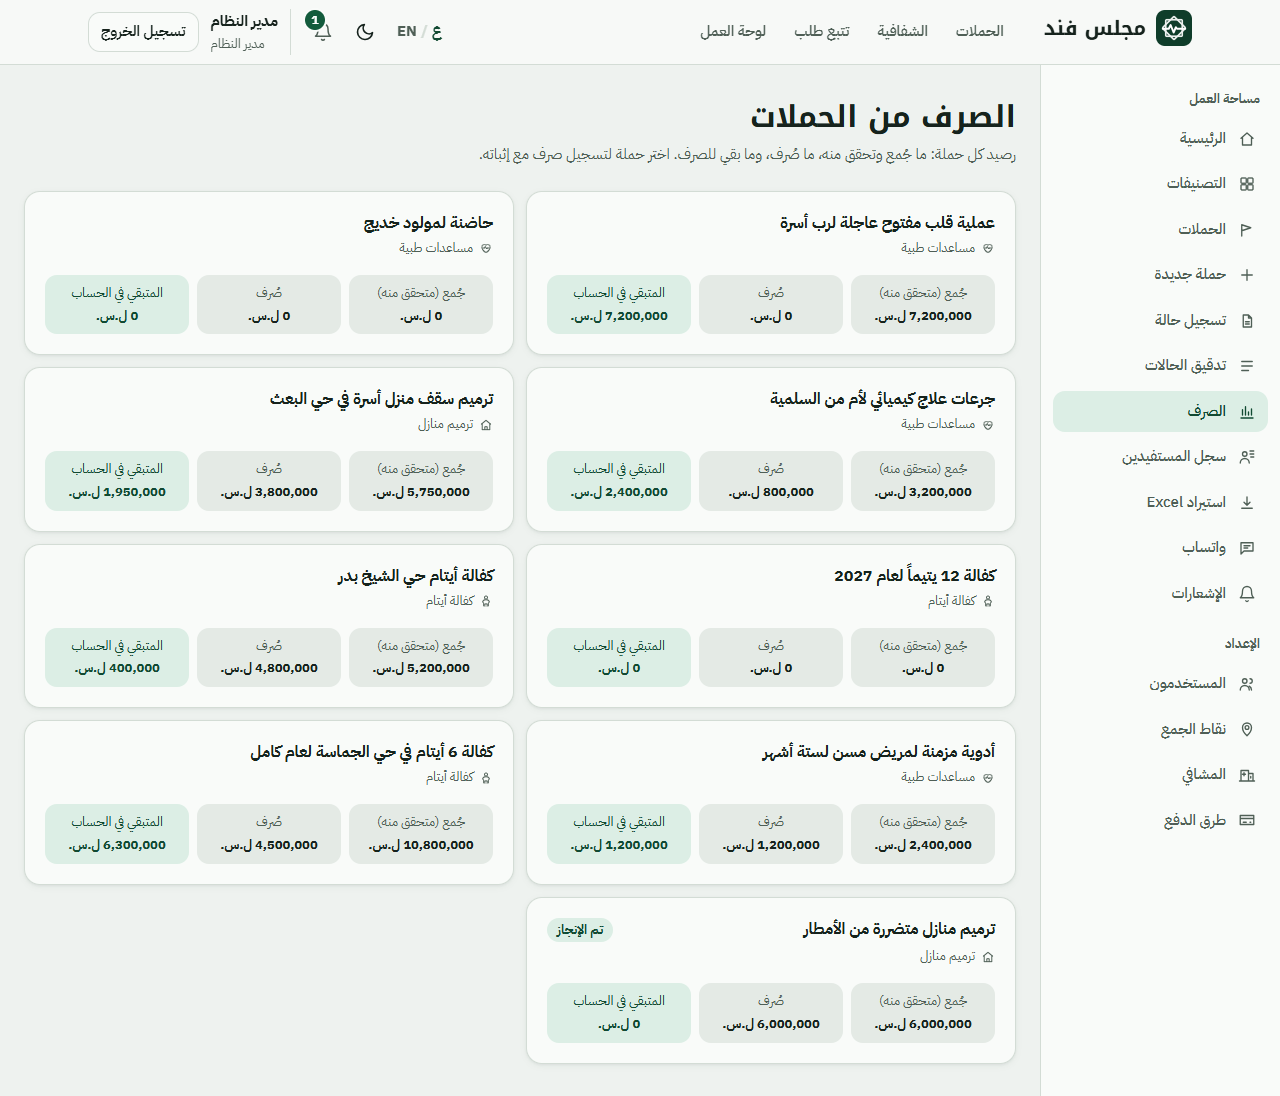 مجلس فند
الحملات
الشفافية
تتبع طلب
لوحة العمل
ع / EN
1
مدير النظام
مدير النظام
تسجيل الخروج
مساحة العمل
الرئيسية
التصنيفات
الحملات
حملة جديدة
تسجيل حالة
تدقيق الحالات
الصرف
سجل المستفيدين
استيراد Excel
واتساب
الإشعارات
الإعداد
المستخدمون
نقاط الجمع
المشافي
طرق الدفع
الصرف من الحملات
رصيد كل حملة: ما جُمع وتحقق منه، ما صُرف، وما بقي للصرف. اختر حملة لتسجيل صرف مع إثباته.
عملية قلب مفتوح عاجلة لرب أسرة
مساعدات طبية
جُمع (متحقق منه)
7,200,000 ل.س.
صُرف
0 ل.س.
المتبقي في الحساب
7,200,000 ل.س.
حاضنة لمولود خديج
مساعدات طبية
جُمع (متحقق منه)
0 ل.س.
صُرف
0 ل.س.
المتبقي في الحساب
0 ل.س.
جرعات علاج كيميائي لأم من السلمية
مساعدات طبية
جُمع (متحقق منه)
3,200,000 ل.س.
صُرف
800,000 ل.س.
المتبقي في الحساب
2,400,000 ل.س.
ترميم سقف منزل أسرة في حي البعث
ترميم منازل
جُمع (متحقق منه)
5,750,000 ل.س.
صُرف
3,800,000 ل.س.
المتبقي في الحساب
1,950,000 ل.س.
كفالة 12 يتيماً لعام 2027
كفالة أيتام
جُمع (متحقق منه)
0 ل.س.
صُرف
0 ل.س.
المتبقي في الحساب
0 ل.س.
كفالة أيتام حي الشيخ بدر
كفالة أيتام
جُمع (متحقق منه)
5,200,000 ل.س.
صُرف
4,800,000 ل.س.
المتبقي في الحساب
400,000 ل.س.
أدوية مزمنة لمريض مسن لستة أشهر
مساعدات طبية
جُمع (متحقق منه)
2,400,000 ل.س.
صُرف
1,200,000 ل.س.
المتبقي في الحساب
1,200,000 ل.س.
كفالة 6 أيتام في حي الجماسة لعام كامل
كفالة أيتام
جُمع (متحقق منه)
10,800,000 ل.س.
صُرف
4,500,000 ل.س.
المتبقي في الحساب
6,300,000 ل.س.
ترميم منازل متضررة من الأمطار
تم الإنجاز
ترميم منازل
جُمع (متحقق منه)
6,000,000 ل.س.
صُرف
6,000,000 ل.س.
المتبقي في الحساب
0 ل.س.